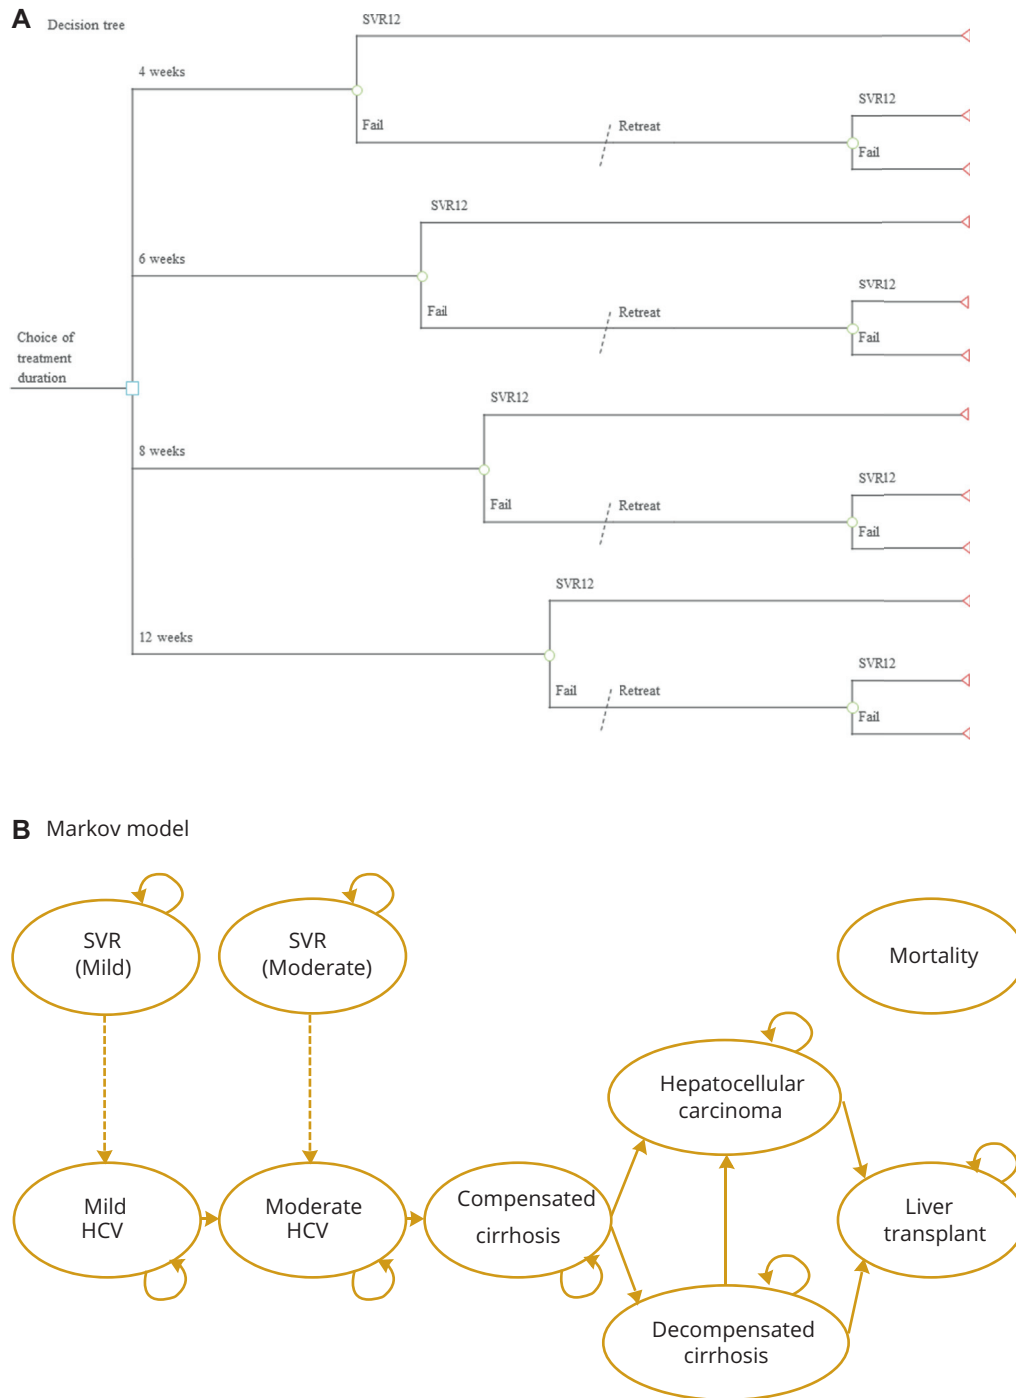 A Decision tree
SVR12
4 weeks
Fail
Retreat
SVR12
Fail
SVR12
6 weeks
Fail
Retreat
SVR12
Fail
Choice of
treatment
duration
SVR12
8 weeks
Fail
Retreat
SVR12
Fail
SVR12
12 weeks
Fail
Retreat
SVR12
Fail
B Markov model
SVR
(Mild)
SVR
(Moderate)
Mortality
Hepatocellular
carcinoma
Mild
HCV
Moderate
HCV
Compensated
cirrhosis
Liver
transplant
Decompensated
cirrhosis